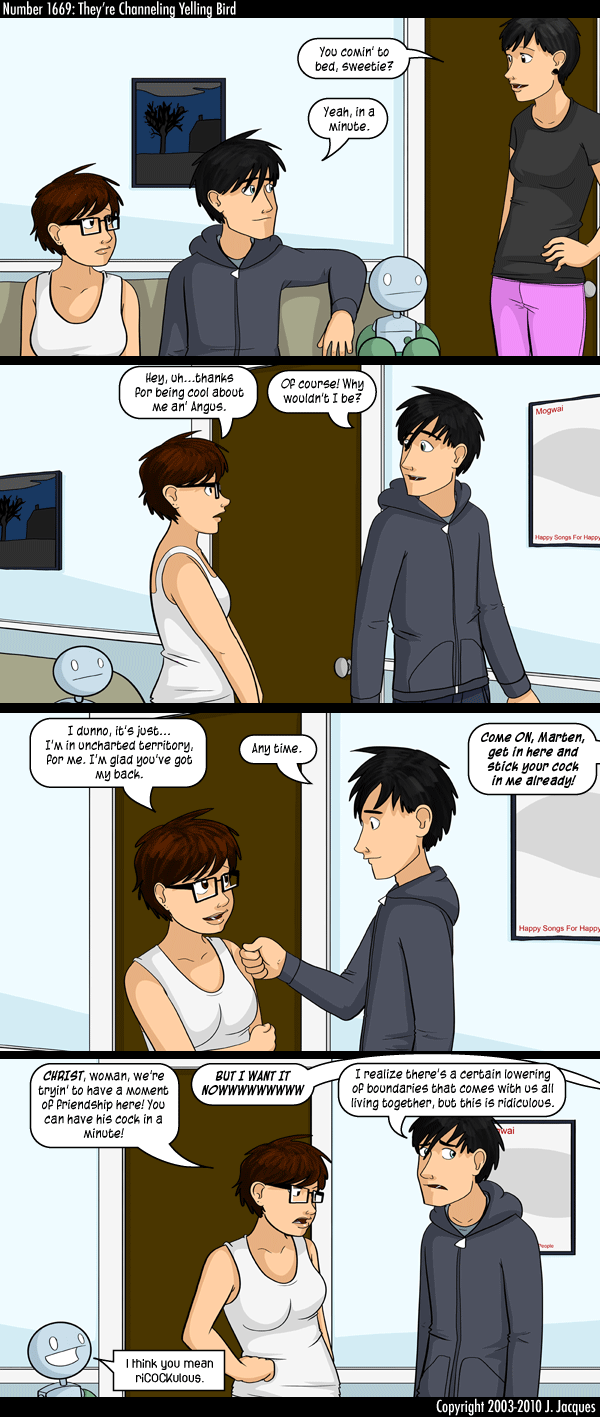 Number 1669: They're Channeling Yelling Bird
You comin' to
bed, sweetie?
Yeah, in a
minute.
Hey, uh...thanks
for being cool about
me an' Angus.
Of course! Why
wouldn't I be?
Mogwai
Happy Songs For Happy
I dunno, it's just...
I'm in uncharted territory,
for me. I'm glad you've got
my back.
Any time.
Come ON, Marten,
get in here and
stick your cock
in me already!
Happy Songs For Happy
CHRIST, woman, we're
tryin' to have a moment
of friendship here! You
can have his cock in a
minute!
BUT I WANT IT
NOWWWWWWWWW
I realize there's a certain lowering
of boundaries that comes with us all
living together, but this is ridiculous.
wai
People
I think you mean
riCOCKulous.
Copyright 2003-2010 J. Jacques